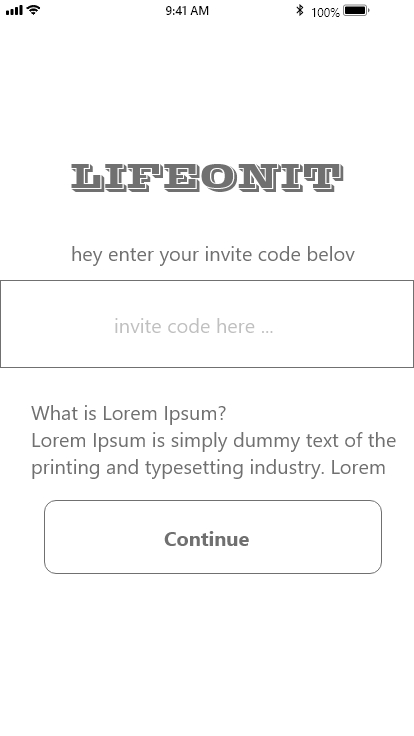 9:41 AM 100%
LIFEONIT
hey enter your invite code belov
invite code here ...
What is Lorem Ipsum?
Lorem Ipsum is simply dummy text of the
printing and typesetting industry. Lorem
Continue